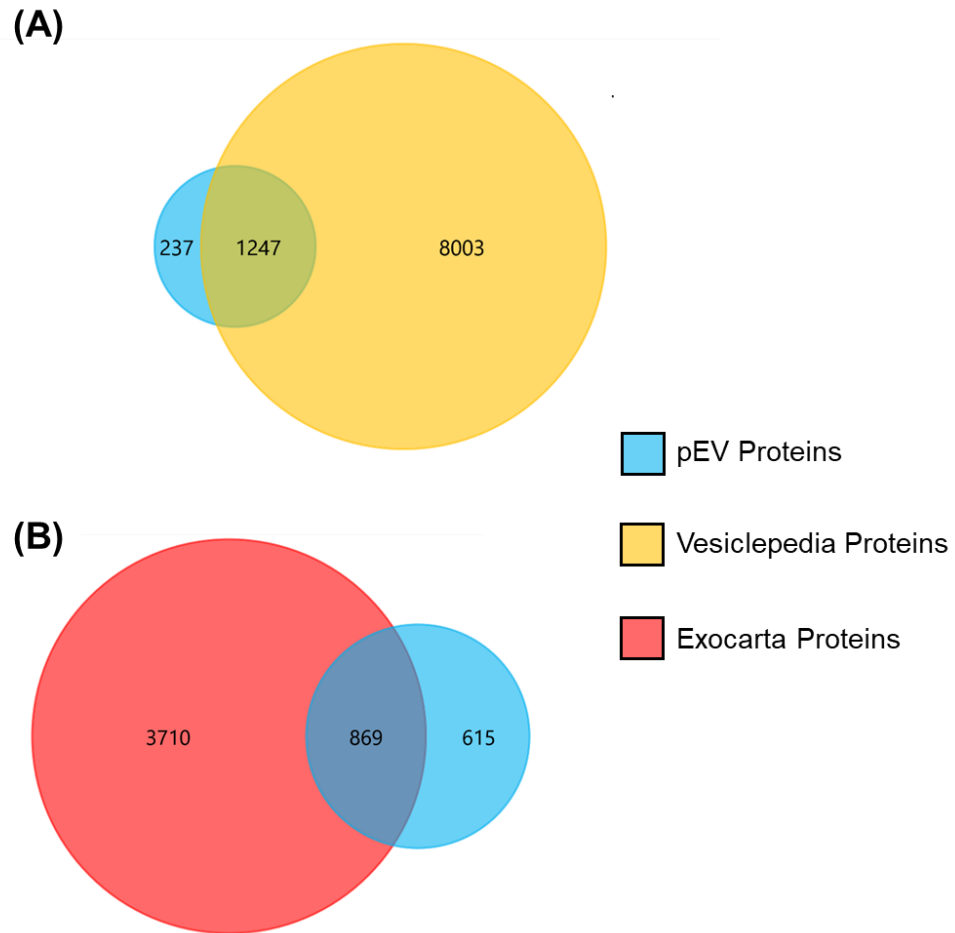 (A)
237
1247
8003
pEV Proteins
Vesiclepedia Proteins
Exocarta Proteins
(B)
3710
869
615